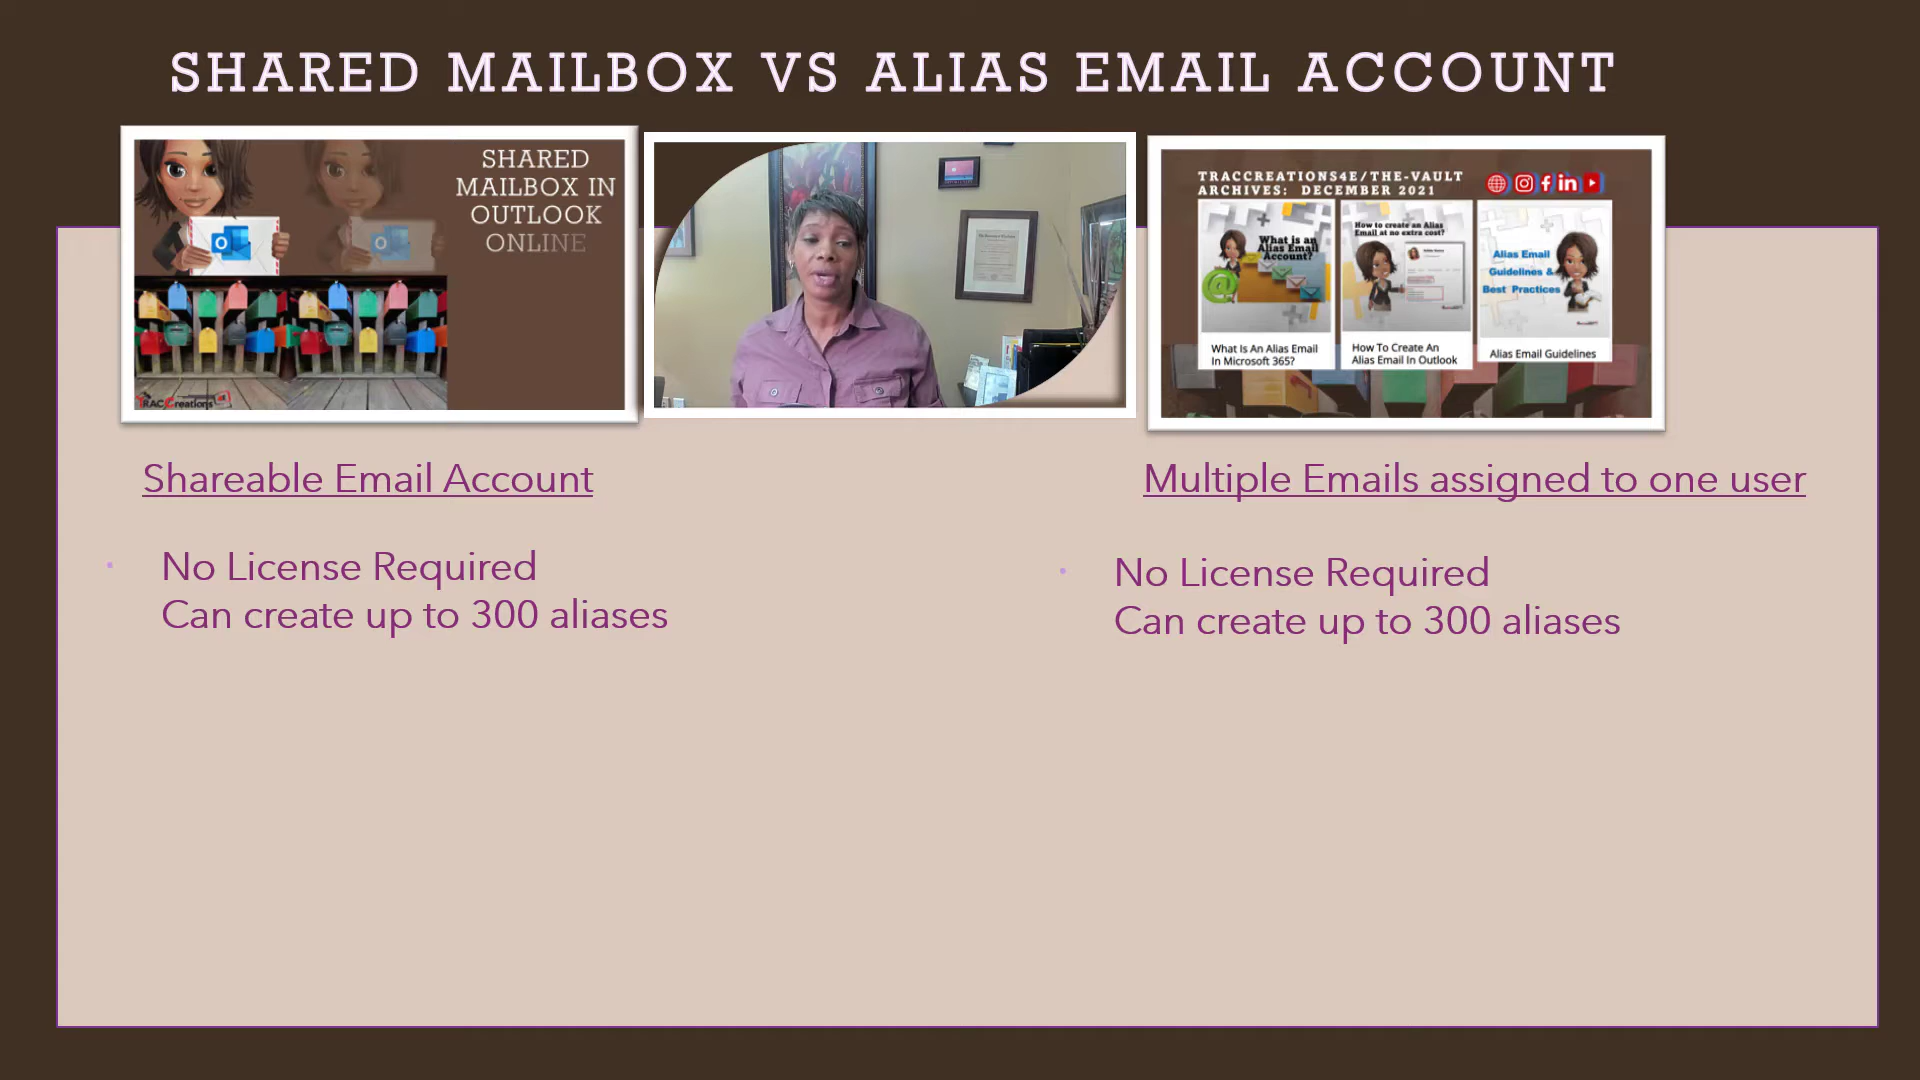 SHARED MAILBOX VS ALIAS EMAIL ACCOUNT
SHARED
MAILBOX IN
OUTLOOK
ONLINE
TRACCreations4E
TRACCREATIONS4E/THE-VAULT
ARCHIVES: DECEMBER 2021
What is an
Alias Email
Account?
What Is An Alias Email
In Microsoft 365?
How to create an Alias
Email at no extra cost?
How To Create An
Alias Email In Outlook
Alias Email
Guidelines &
Best Practices
Alias Email Guidelines
Shareable Email Account
No License Required
Can create up to 300 aliases
Multiple Emails assigned to one user
No License Required
Can create up to 300 aliases